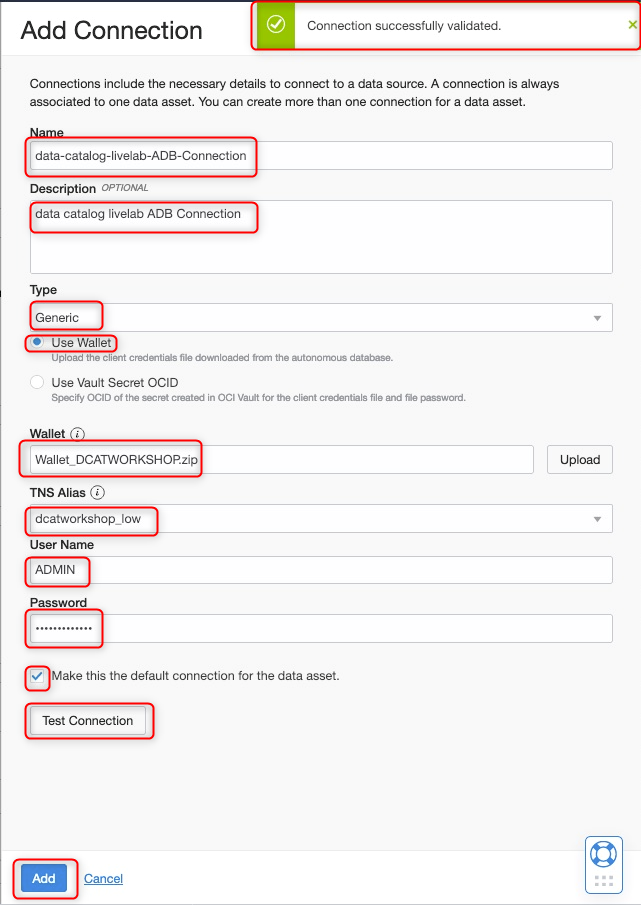 Add Connection
Connection successfully validated.
Connections include the necessary details to connect to a data source. A connection is always
associated to one data asset. You can create more than one connection for a data asset.
Name
data-catalog-livelab-ADB-Connection
Description OPTIONAL
data catalog livelab ADB Connection
Type
Generic
Use Wallet
Upload the client credentials file downloaded from the autonomous database.
Use Vault Secret OCID
Specify OCID of the secret created in OCI Vault for the client credentials file and file password.
Wallet
Wallet_DCATWORKSHOP.zip
Upload
TNS Alias
dcatworkshop_low
User Name
ADMIN
Password
•••••••••••••
Make this the default connection for the data asset.
Test Connection
Add
Cancel